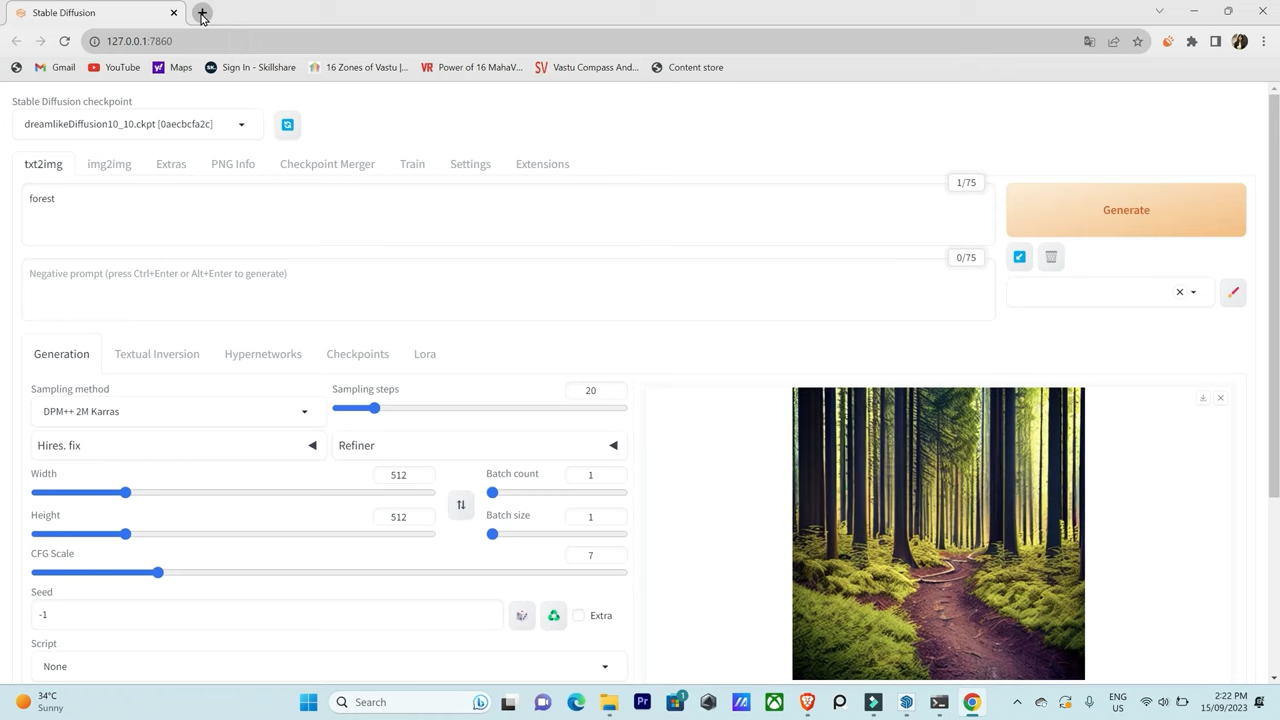 Stable Diffusion
127.0.0.1:7860
Gmail
YouTube
Maps
Sign In - Skillshare
16 Zones of Vastu |...
Power of 16 MahaV...
Vastu Compass And...
Content store
Stable Diffusion checkpoint
dreamlikeDiffusion10_10.ckpt [0aecbcfa2c]
txt2img
img2img
Extras
PNG Info
Checkpoint Merger
Train
Settings
Extensions
1/75
forest
Generate
0/75
Negative prompt (press Ctrl+Enter or Alt+Enter to generate)
Generation
Textual Inversion
Hypernetworks
Checkpoints
Lora
Sampling method
DPM++ 2M Karras
Sampling steps
20
Hires. fix
Refiner
Width
512
Batch count
1
Height
512
Batch size
1
CFG Scale
7
Seed
-1
Extra
Script
None
34°C
Sunny
Search
ENG
IN
2:22 PM
15/09/2023